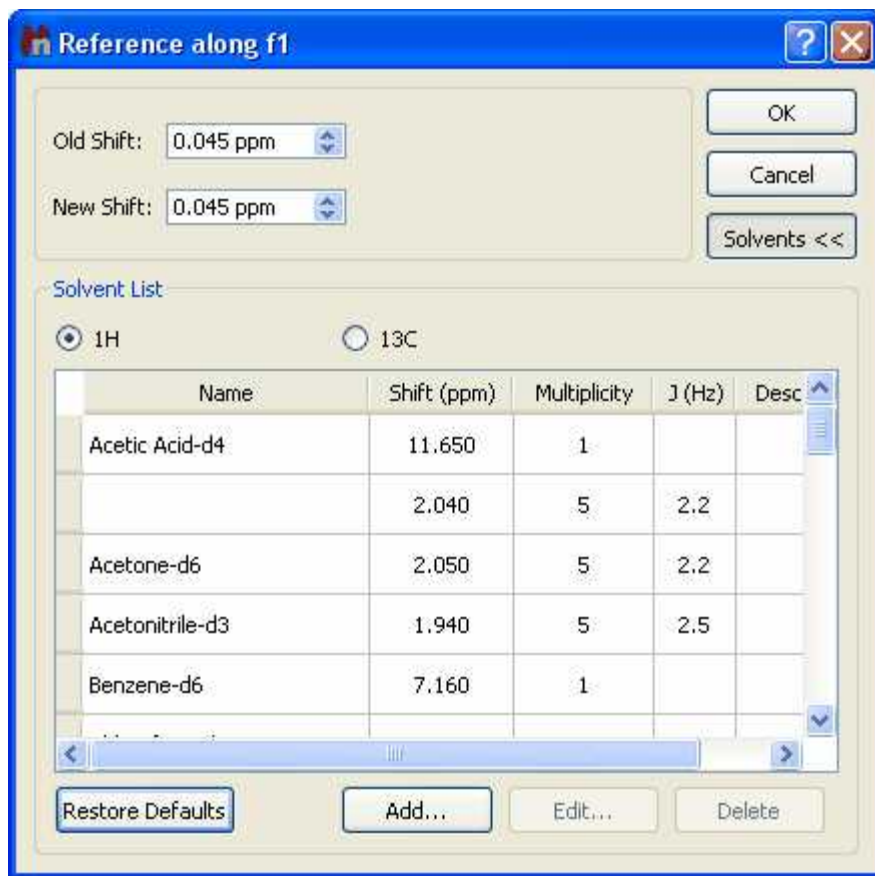 Reference along f1
Old Shift: 0.045 ppm
New Shift: 0.045 ppm
OK
Cancel
Solvents <<
Solvent List
1H 13C
Name Shift (ppm) Multiplicity J (Hz) Desc
Acetic Acid-d4 11.650 1
2.040 5 2.2
Acetone-d6 2.050 5 2.2
Acetonitrile-d3 1.940 5 2.5
Benzene-d6 7.160 1
Restore Defaults Add... Edit... Delete